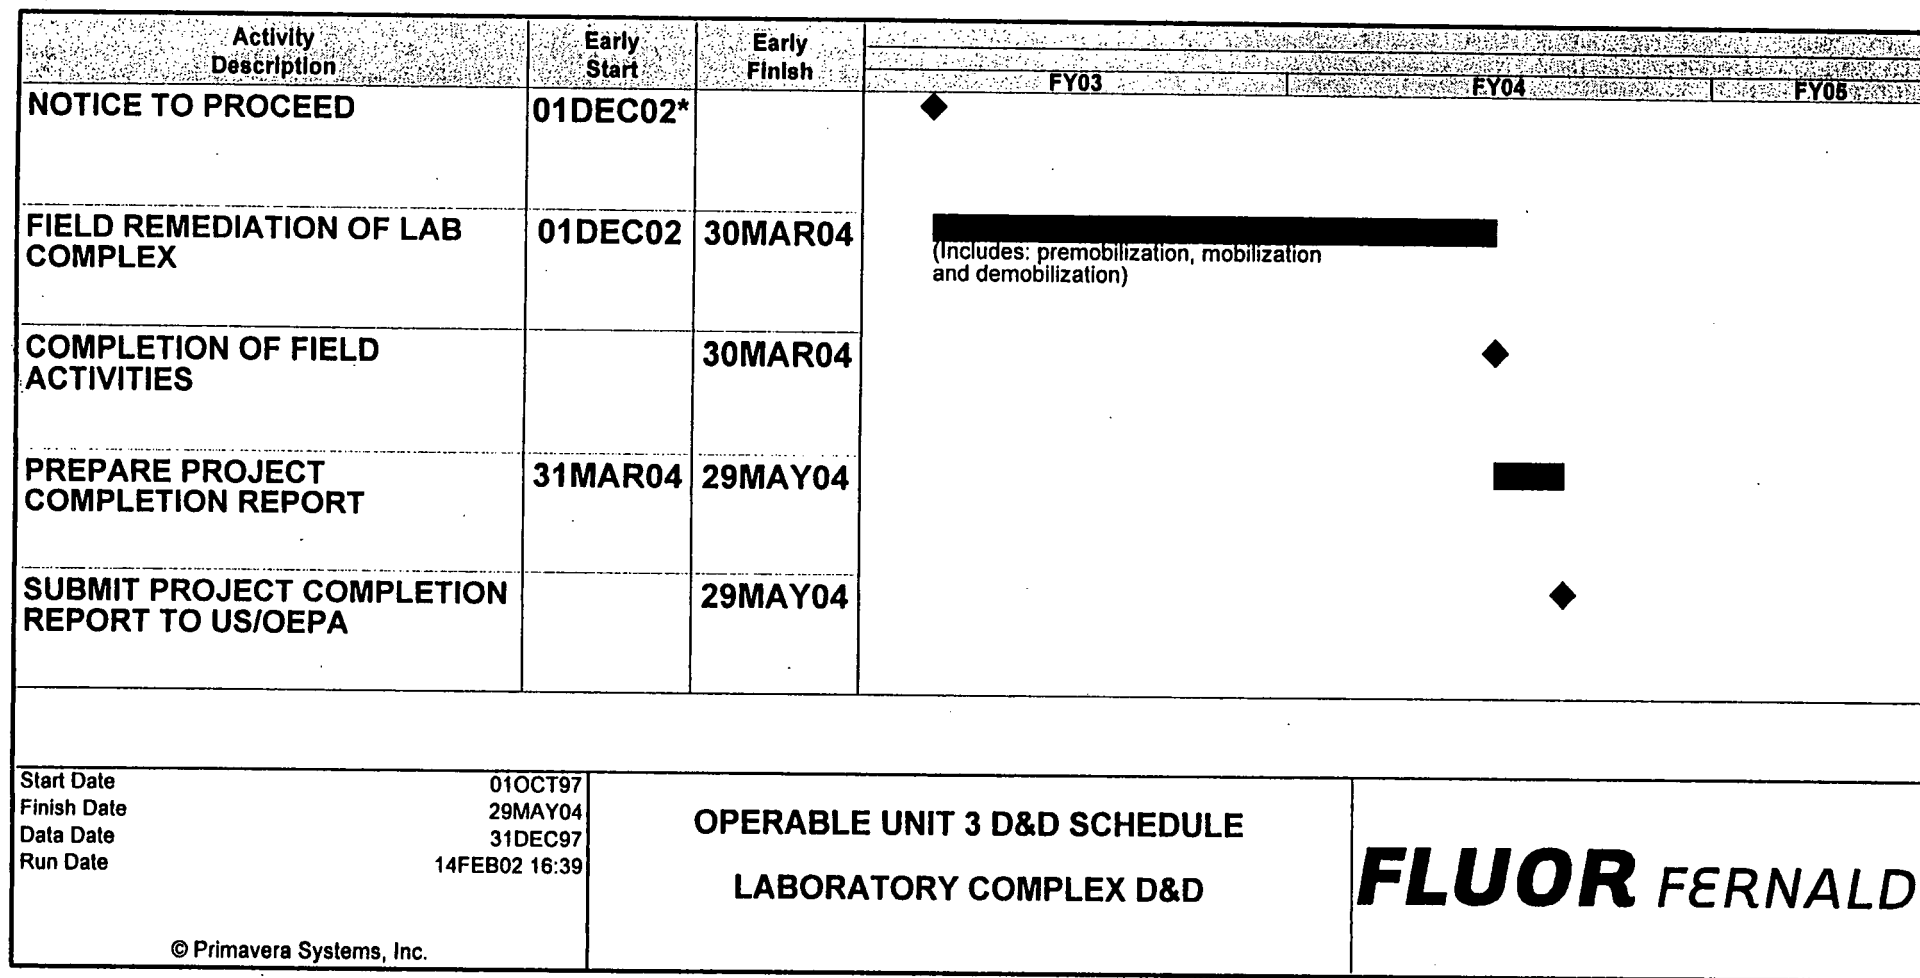 Activity Description Early Start Early Finish
FY03 FY04 FY05
NOTICE TO PROCEED 01DEC02*
FIELD REMEDIATION OF LAB COMPLEX 01DEC02 30MAR04
(Includes: premobilization, mobilization
and demobilization)
COMPLETION OF FIELD ACTIVITIES 30MAR04
PREPARE PROJECT COMPLETION REPORT 31MAR04 29MAY04
SUBMIT PROJECT COMPLETION REPORT TO US/OEPA 29MAY04
Start Date 01OCT97
Finish Date 29MAY04
Data Date 31DEC97
Run Date 14FEB02 16:39
© Primavera Systems, Inc.
OPERABLE UNIT 3 D&D SCHEDULE
LABORATORY COMPLEX D&D
FLUOR FERNALD